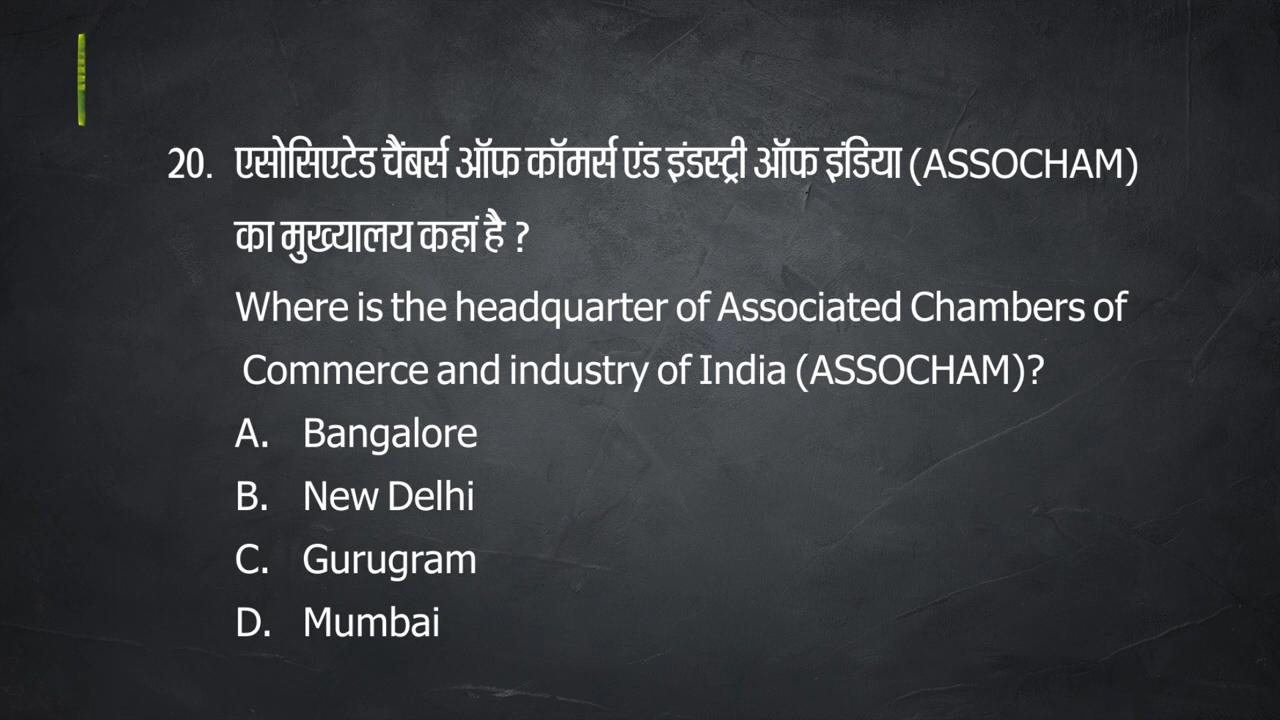 20. एसोसिएटेड चैंबर्स ऑफ कॉमर्स एंड इंडस्ट्री ऑफ इंडिया (ASSOCHAM)
का मुख्यालय कहां है ?
Where is the headquarter of Associated Chambers of
Commerce and industry of India (ASSOCHAM)?
A. Bangalore
B. New Delhi
C. Gurugram
D. Mumbai